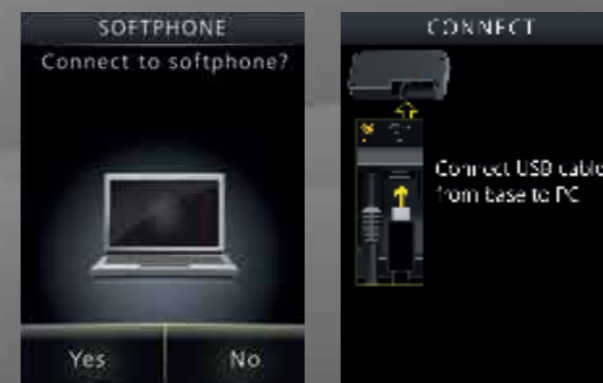 SOFTPHONE
Connect to softphone?
Yes
No
CONNECT
Connect USB cable
from base to PC